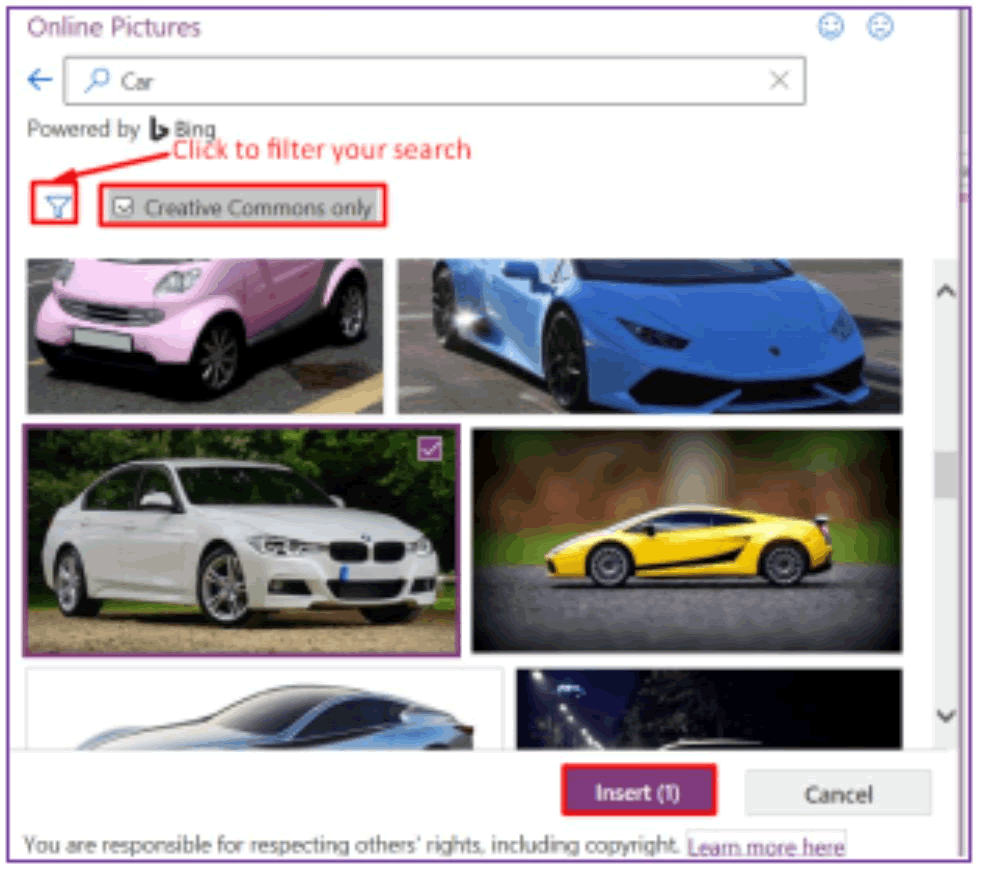 Online Pictures
Car
Powered by Bing
Click to filter your search
Creative Commons only
Insert (1)
Cancel
You are responsible for respecting others' rights, including copyright. Learn more here